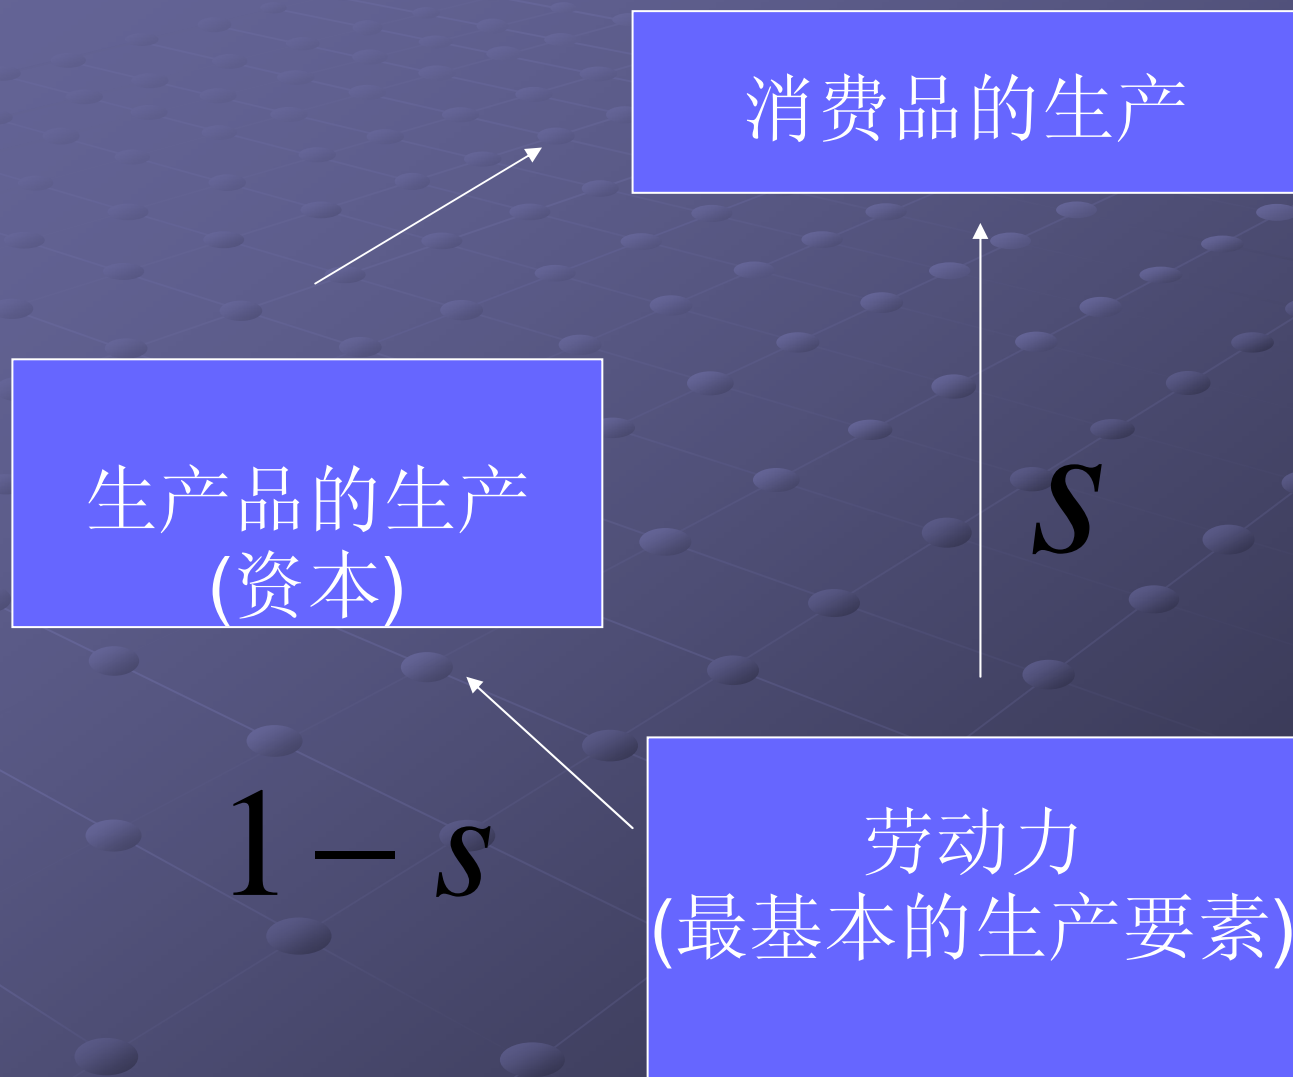 消费品的生产
生产品的生产
(资本)
s
1 − s
劳动力
(最基本的生产要素)